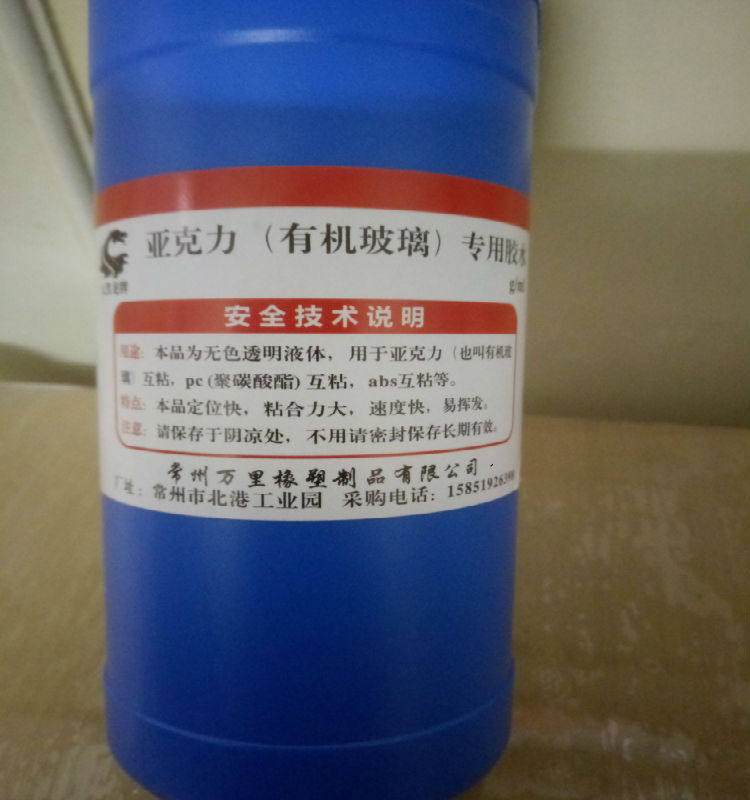 亚克力（有机玻璃）专用胶水
g/ml
安全技术说明
用途：本品为无色透明液体，用于亚克力（也叫有机玻
璃）互粘，pc(聚碳酸酯)互粘，abs互粘等。
特点：本品定位快，粘合力大，速度快，易挥发。
注意：请保存于阴凉处，不用请密封保存长期有效。
常州万里橡塑制品有限公司
厂址：常州市北港工业园 采购电话：15851926398